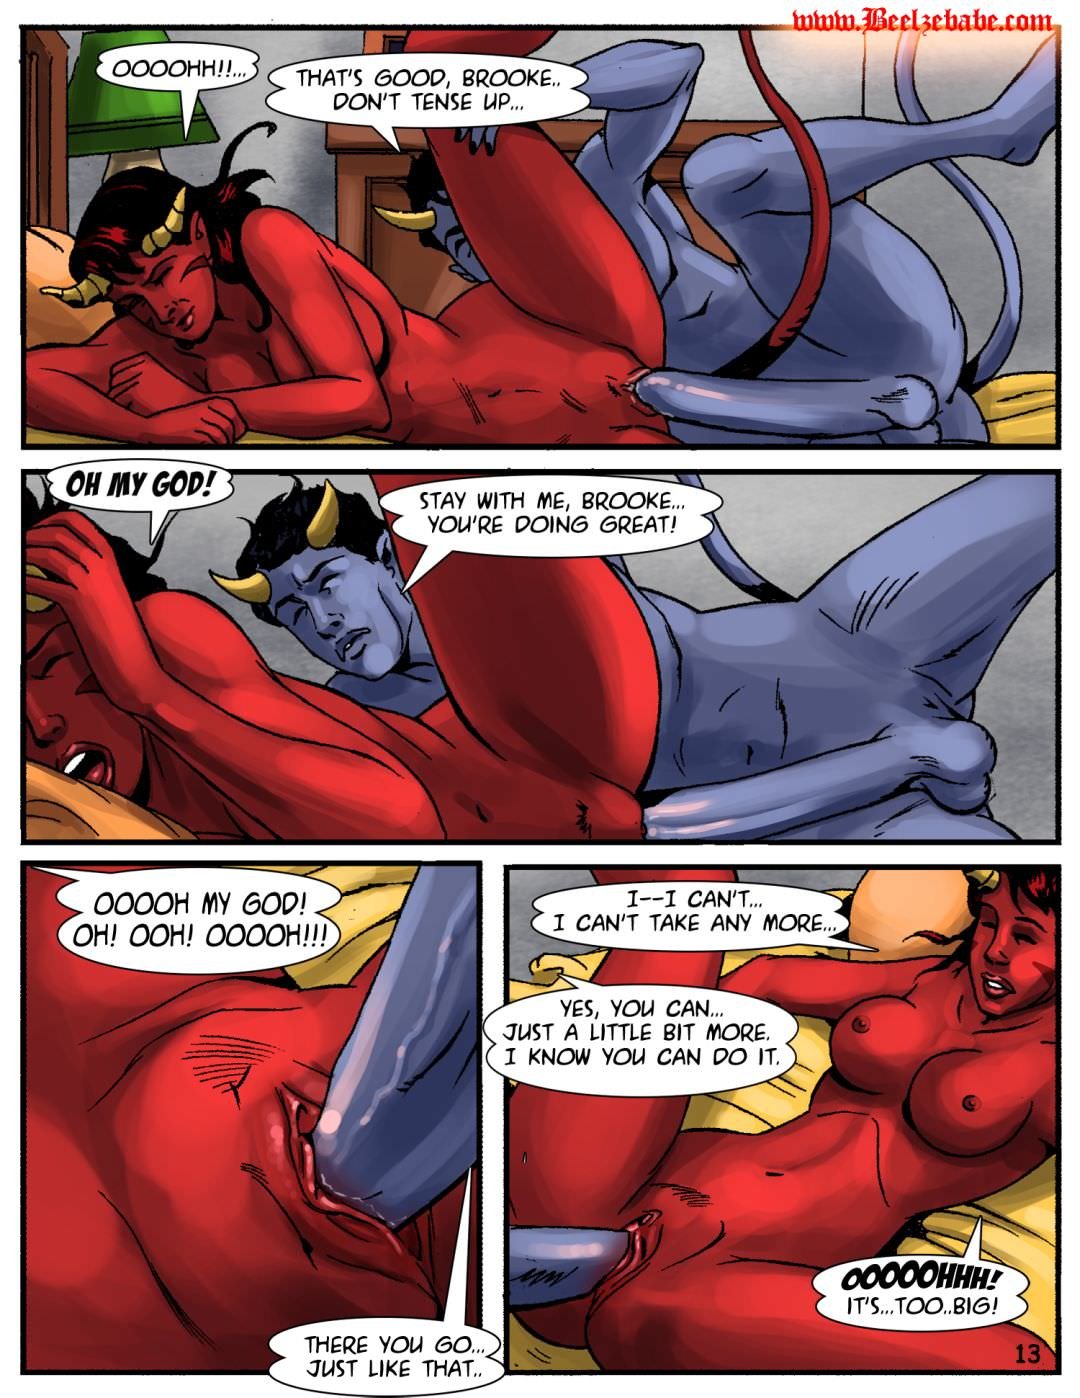 www.Beelzebabe.com
OOOOHH!!...
THAT'S GOOD, BROOKE..
DON'T TENSE UP...
OH MY GOD!
STAY WITH ME, BROOKE...
YOU'RE DOING GREAT!
OOOOH MY GOD!
OH! OOH! OOOOH!!!
THERE YOU GO...
JUST LIKE THAT..
I--I CAN'T...
I CAN'T TAKE ANY MORE...
YES, YOU CAN...
JUST A LITTLE BIT MORE.
I KNOW YOU CAN DO IT.
OOOOOHHH!
IT'S...TOO..BIG!
13